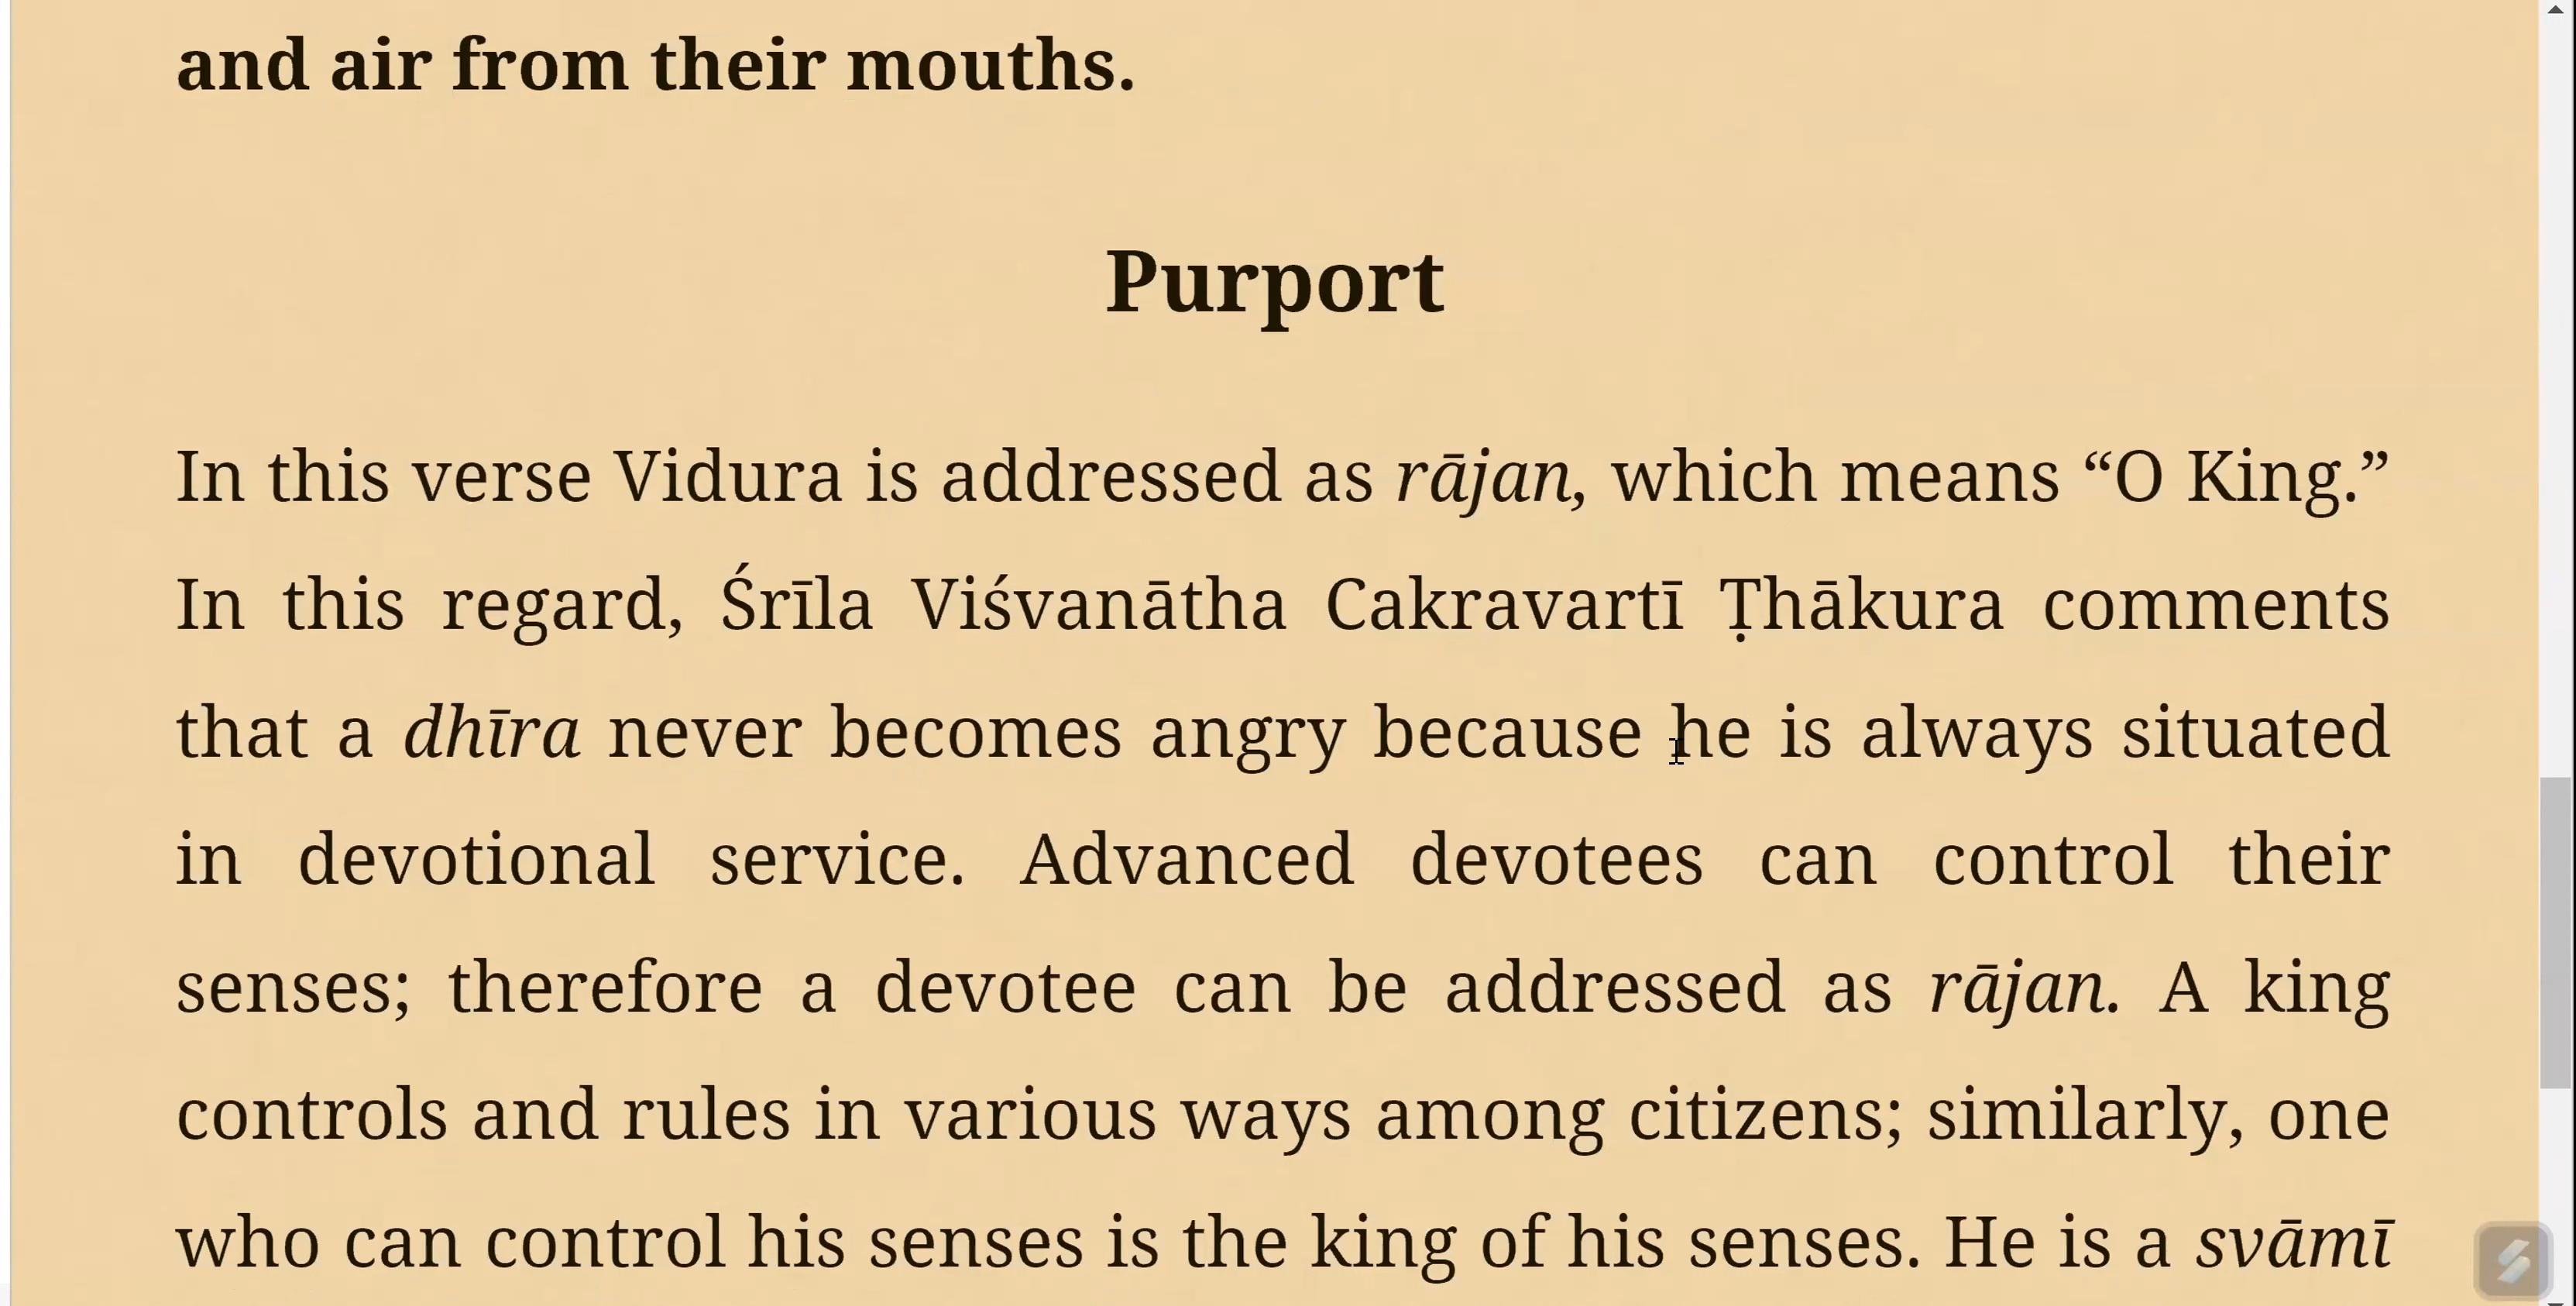 and air from their mouths.
Purport
In this verse Vidura is addressed as rājan, which means “O King.”
In this regard, Śrīla Viśvanātha Cakravartī Ṭhākura comments
that a dhīra never becomes angry because he is always situated
in devotional service. Advanced devotees can control their
senses; therefore a devotee can be addressed as rājan. A king
controls and rules in various ways among citizens; similarly, one
who can control his senses is the king of his senses. He is a svāmī